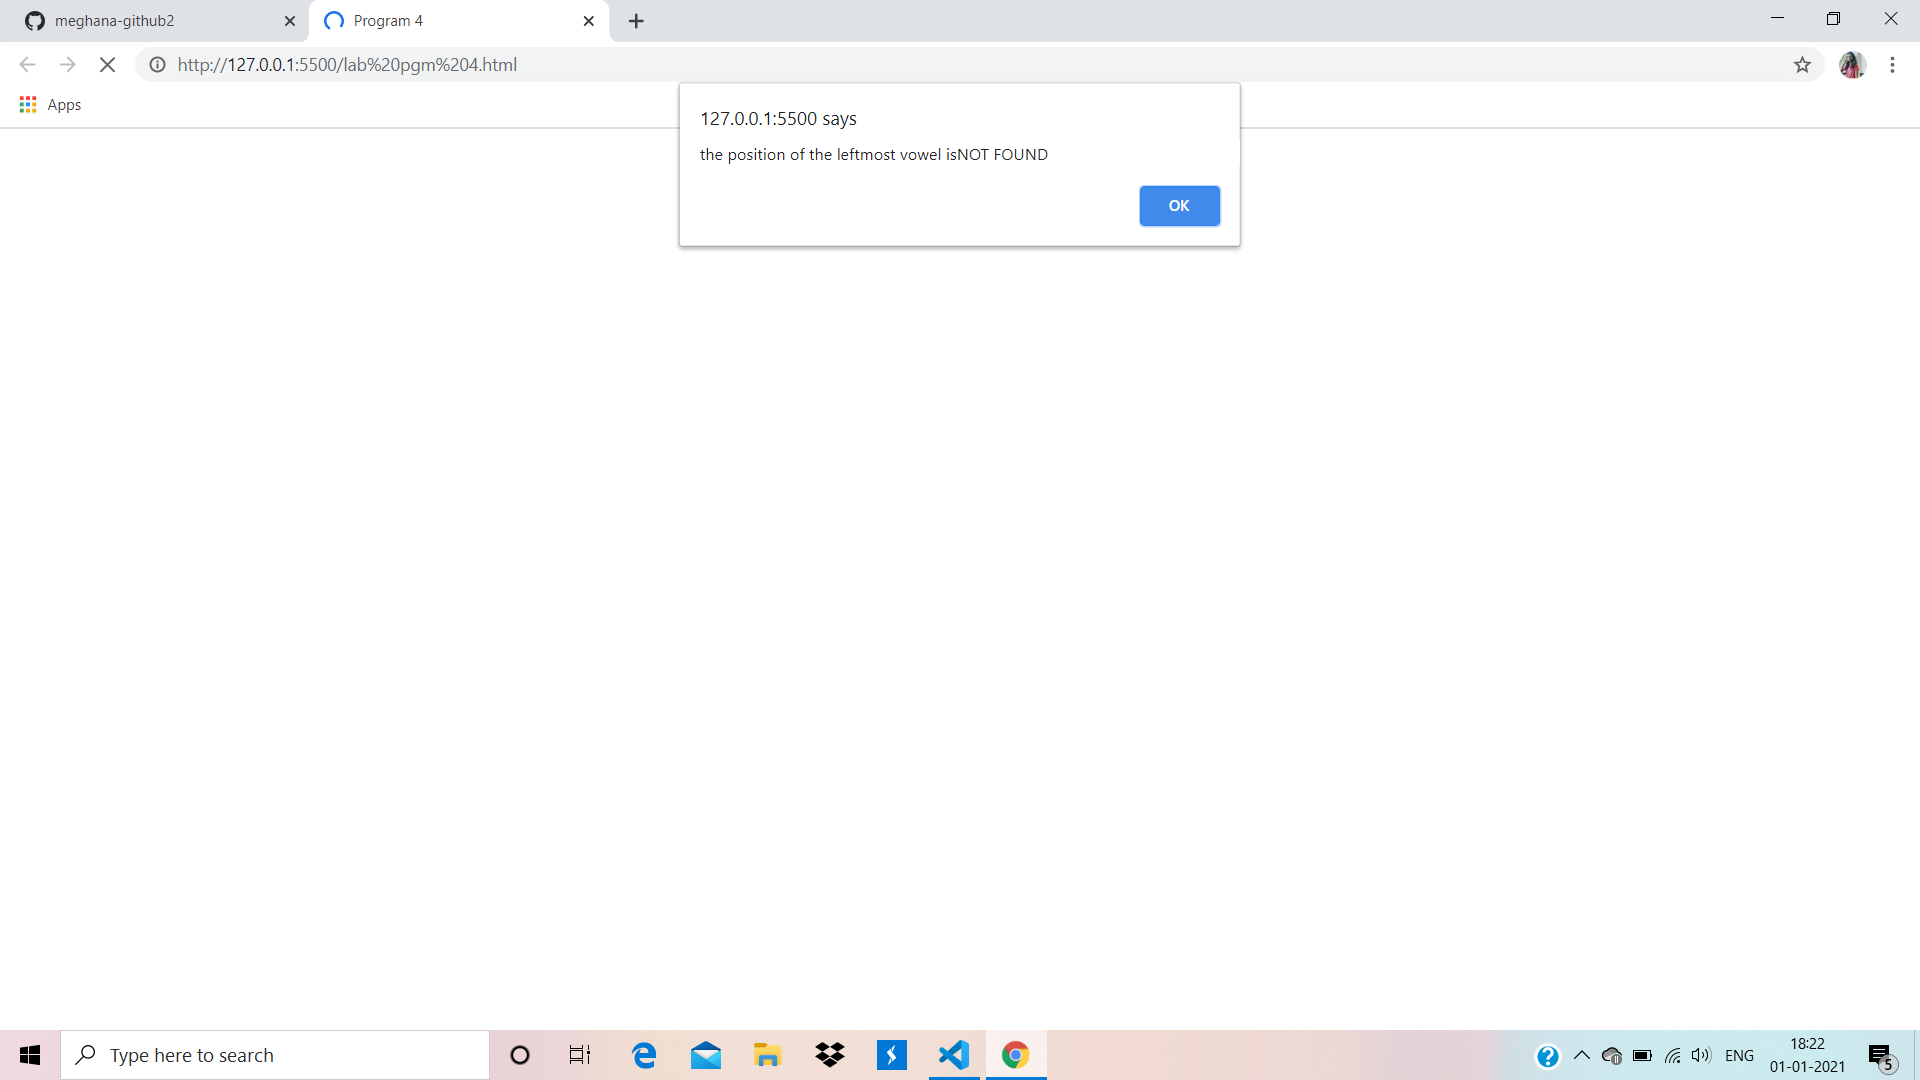 meghana-github2
Program 4
http://127.0.0.1:5500/lab%20pgm%204.html
Apps
127.0.0.1:5500 says
the position of the leftmost vowel isNOT FOUND
OK
Type here to search
ENG
18:22
01-01-2021
5